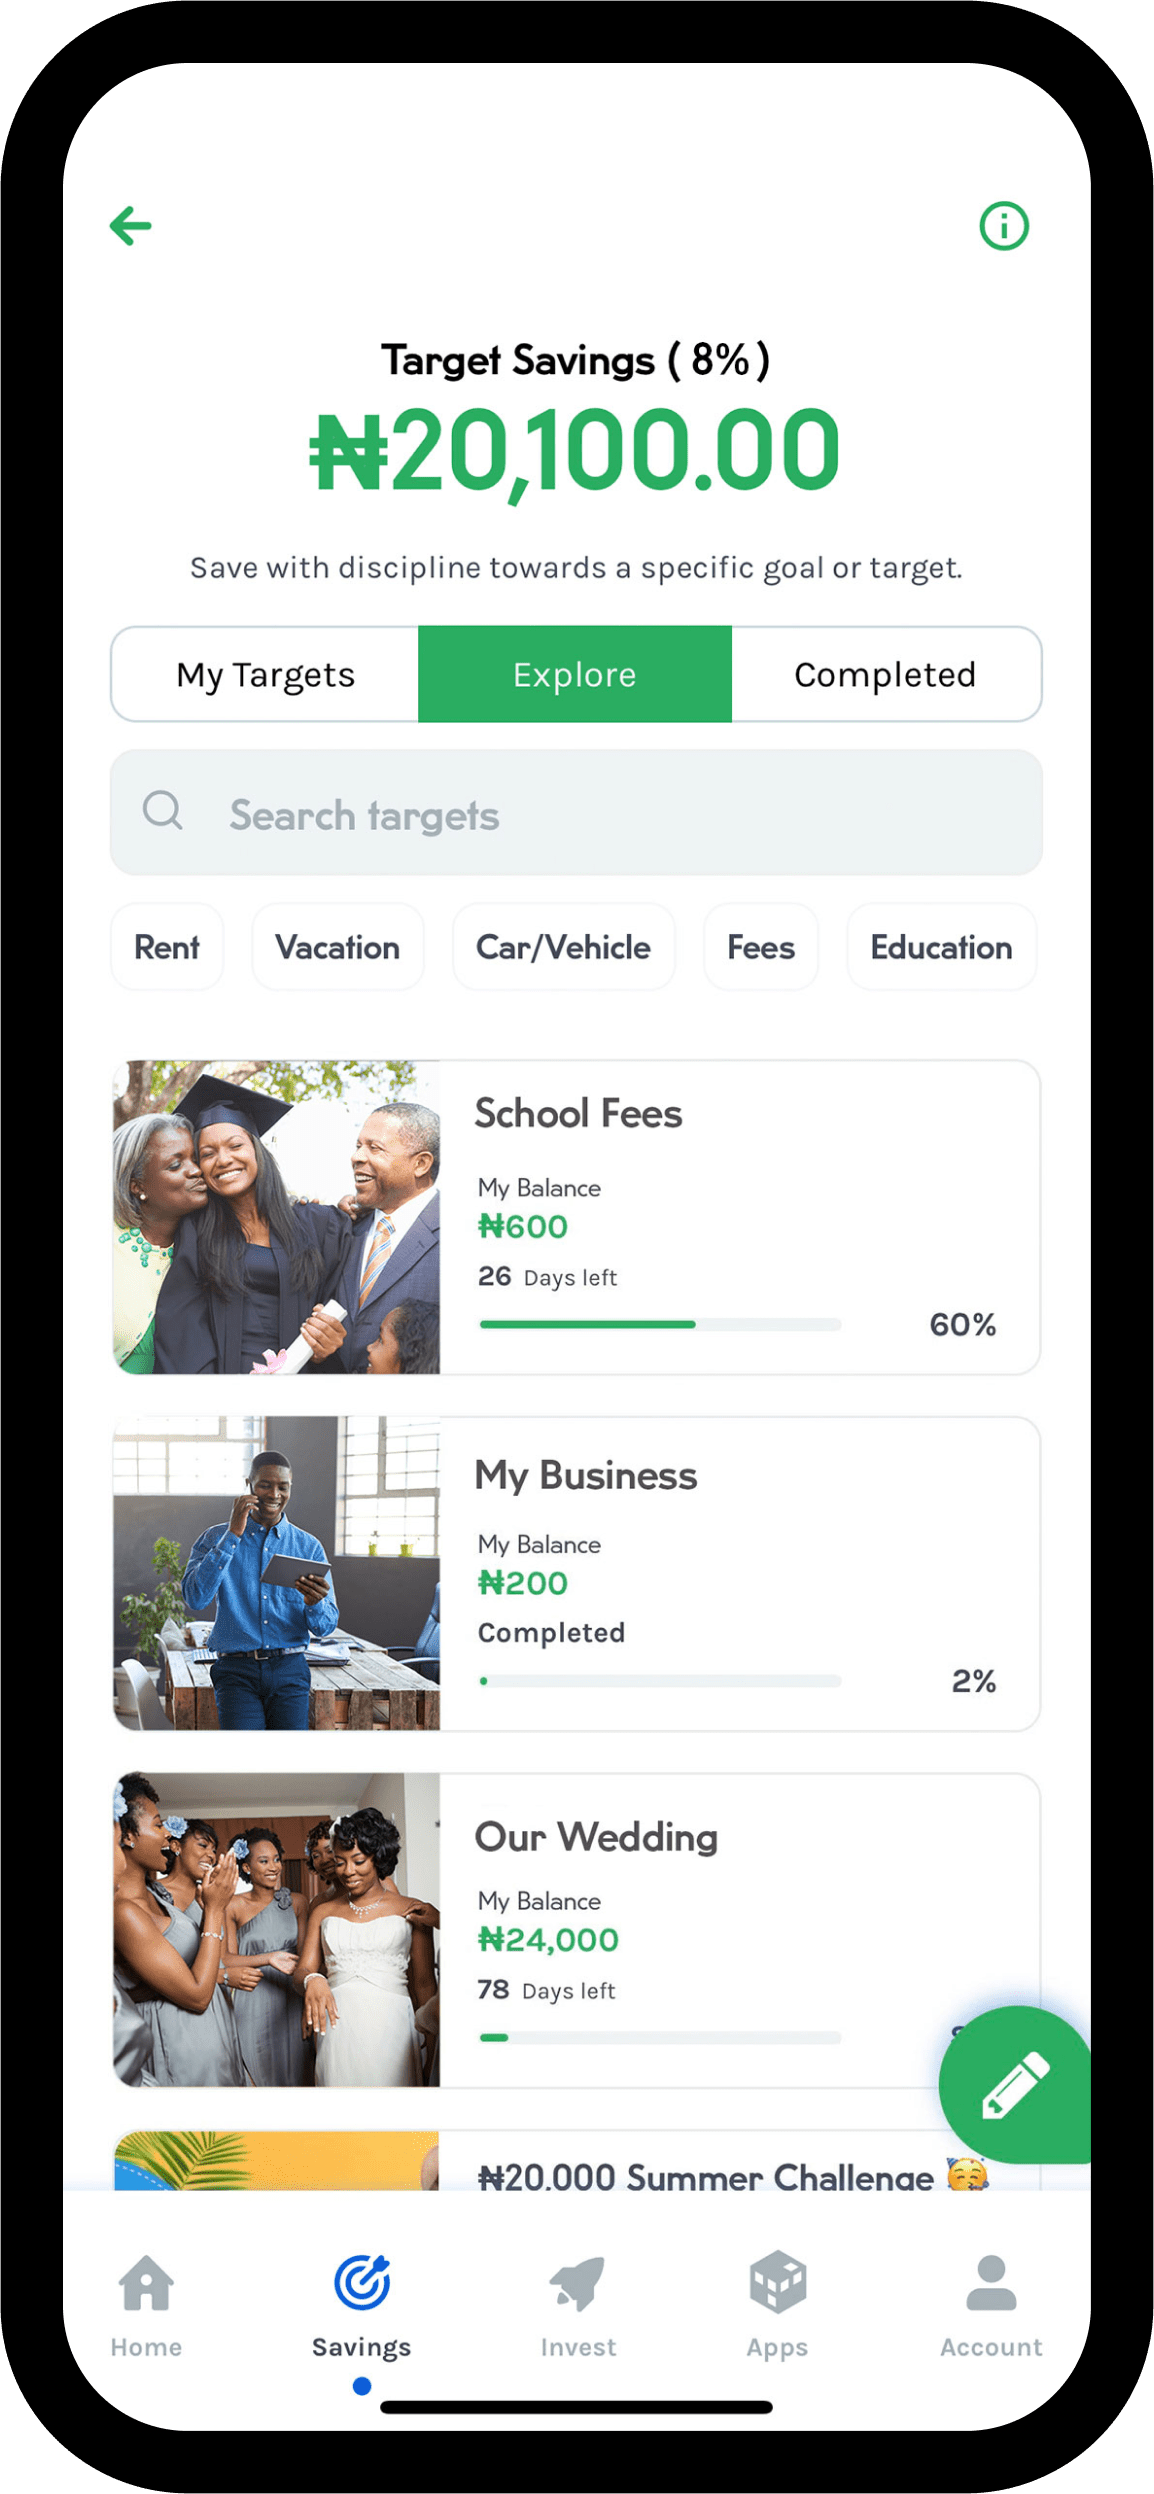 Target Savings ( 8% )
₦20,100.00
Save with discipline towards a specific goal or target.
My Targets Explore Completed
Search targets
Rent Vacation Car/Vehicle Fees Education
School Fees
My Balance
₦600
26 Days left
60%
My Business
My Balance
₦200
Completed
2%
Our Wedding
My Balance
₦24,000
78 Days left
₦20,000 Summer Challenge 🥳
Home Savings Invest Apps Account